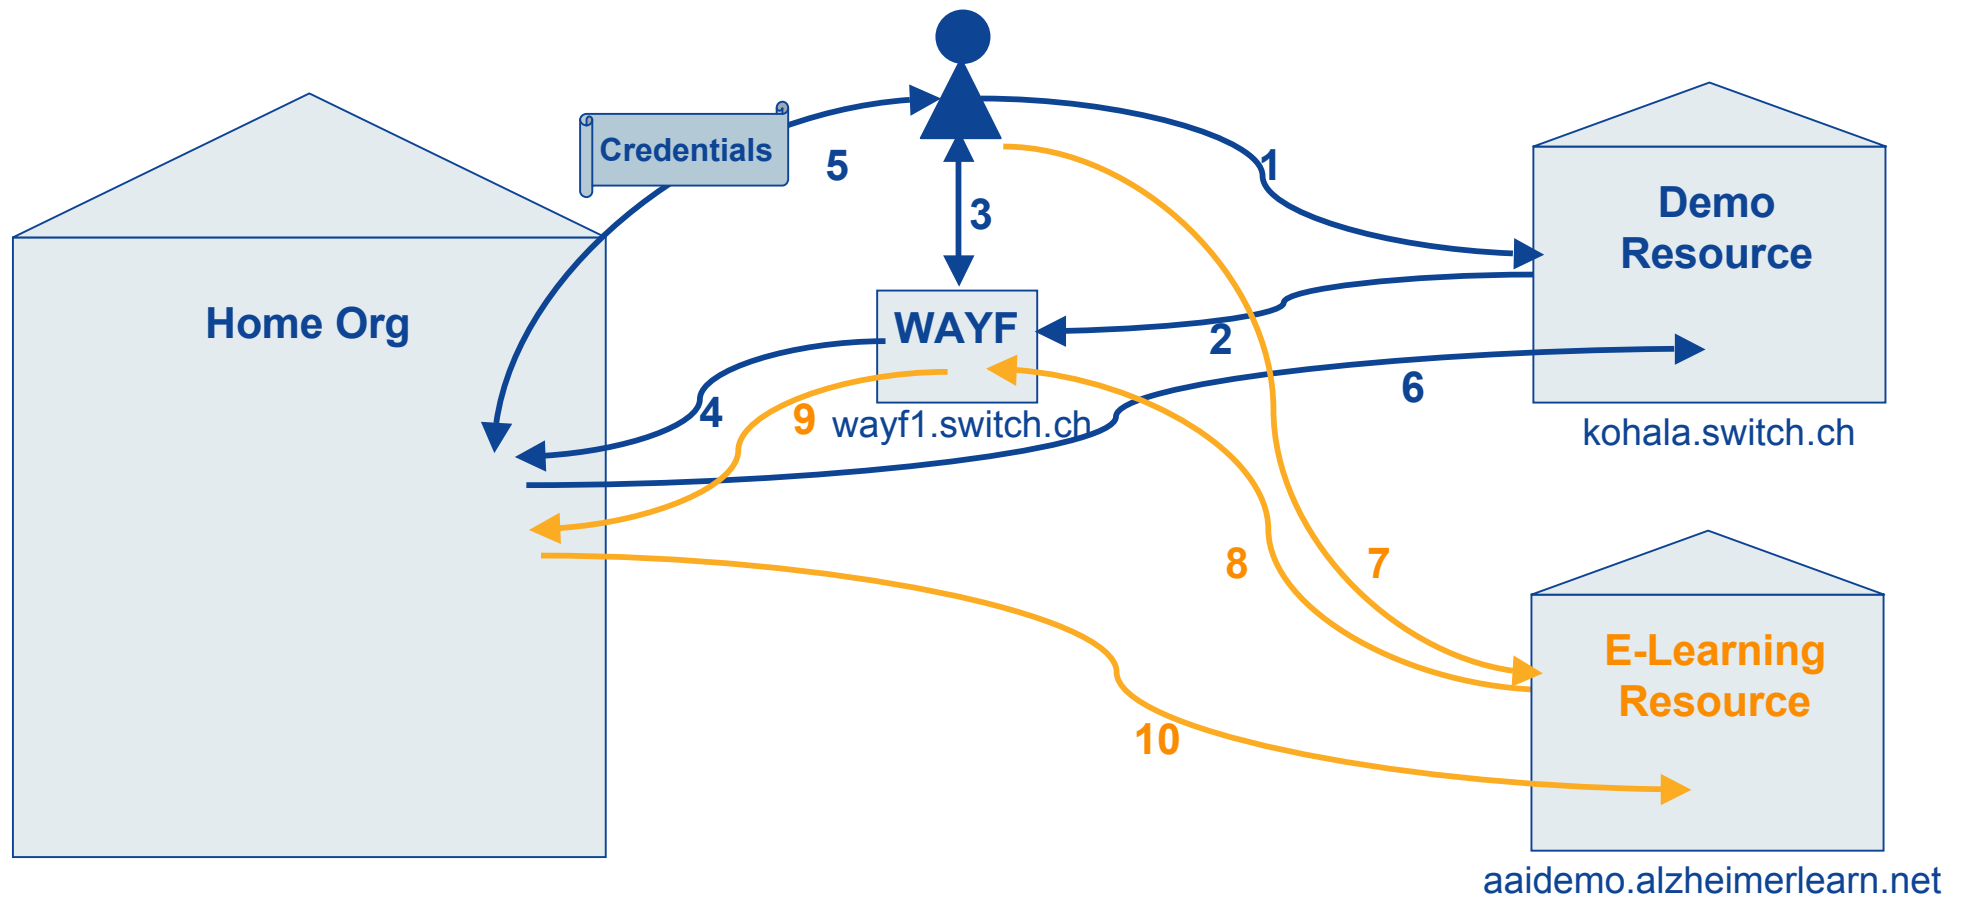 Credentials
5
1
3
Demo
Resource
Home Org
WAYF
2
6
4
9
wayf1.switch.ch
kohala.switch.ch
8
7
E-Learning
Resource
10
aaidemo.alzheimerlearn.net